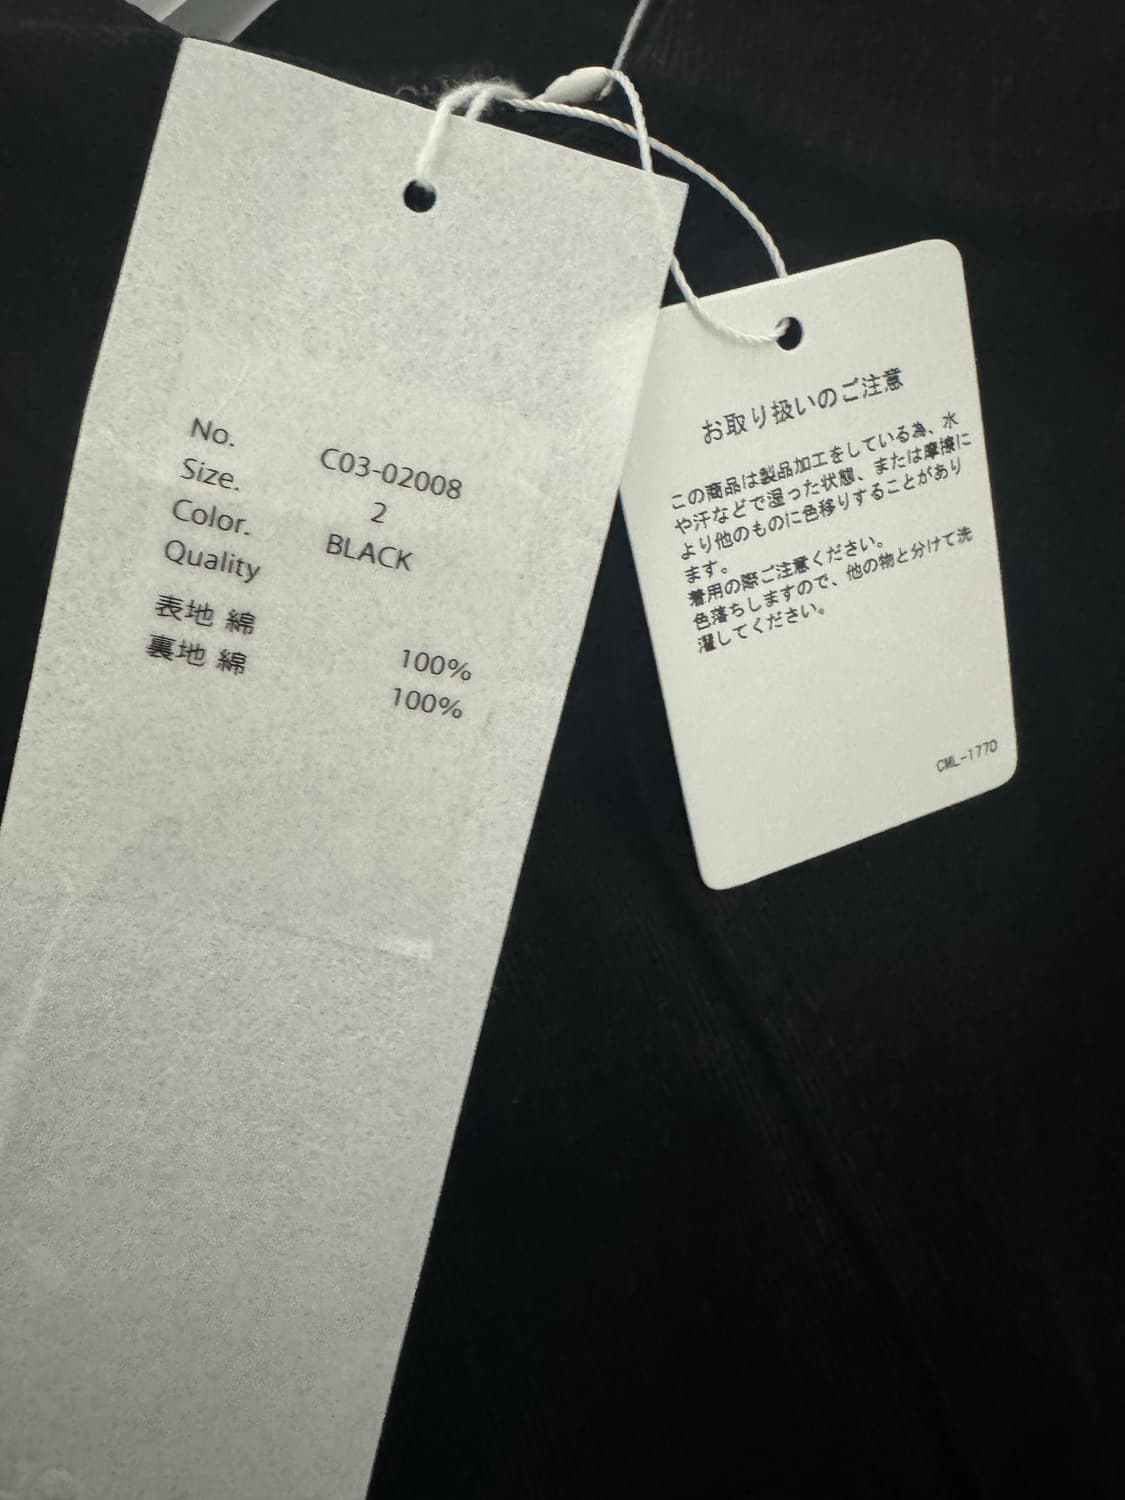 No. C03-02008
Size. 2
Color. BLACK
Quality
表地 綿 100%
裏地 綿 100%
お取り扱いのご注意
この商品は製品加工をしている為、水
や汗などで湿った状態、または摩擦に
より他のものに色移りすることがあり
ます。
着用の際ご注意ください。
色落ちしますので、他の物と分けて洗
濯してください。
CML-177D